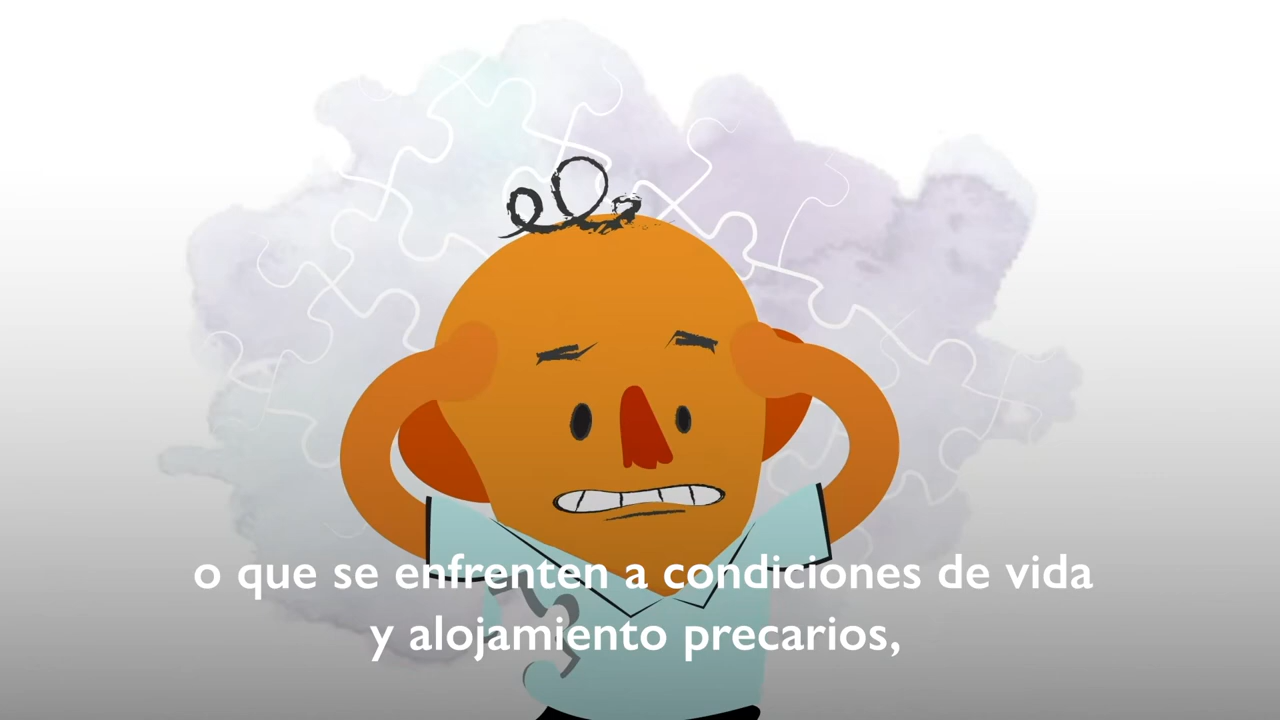 o que se enfrenten a condiciones de vida
y alojamiento precarios,